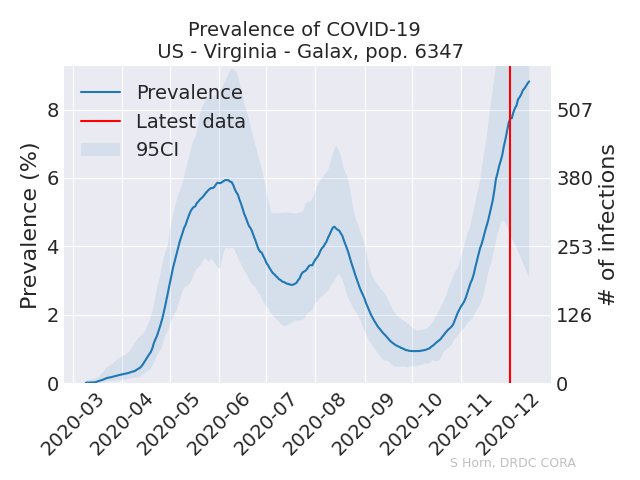 Prevalence of COVID-19
US - Virginia - Galax, pop. 6347
Prevalence
Latest data
95CI
Prevalence (%)
8
6
4
2
0
507
380
253
126
0
# of infections
2020-03
2020-04
2020-05
2020-06
2020-07
2020-08
2020-09
2020-10
2020-11
2020-12
S Horn, DRDC CORA